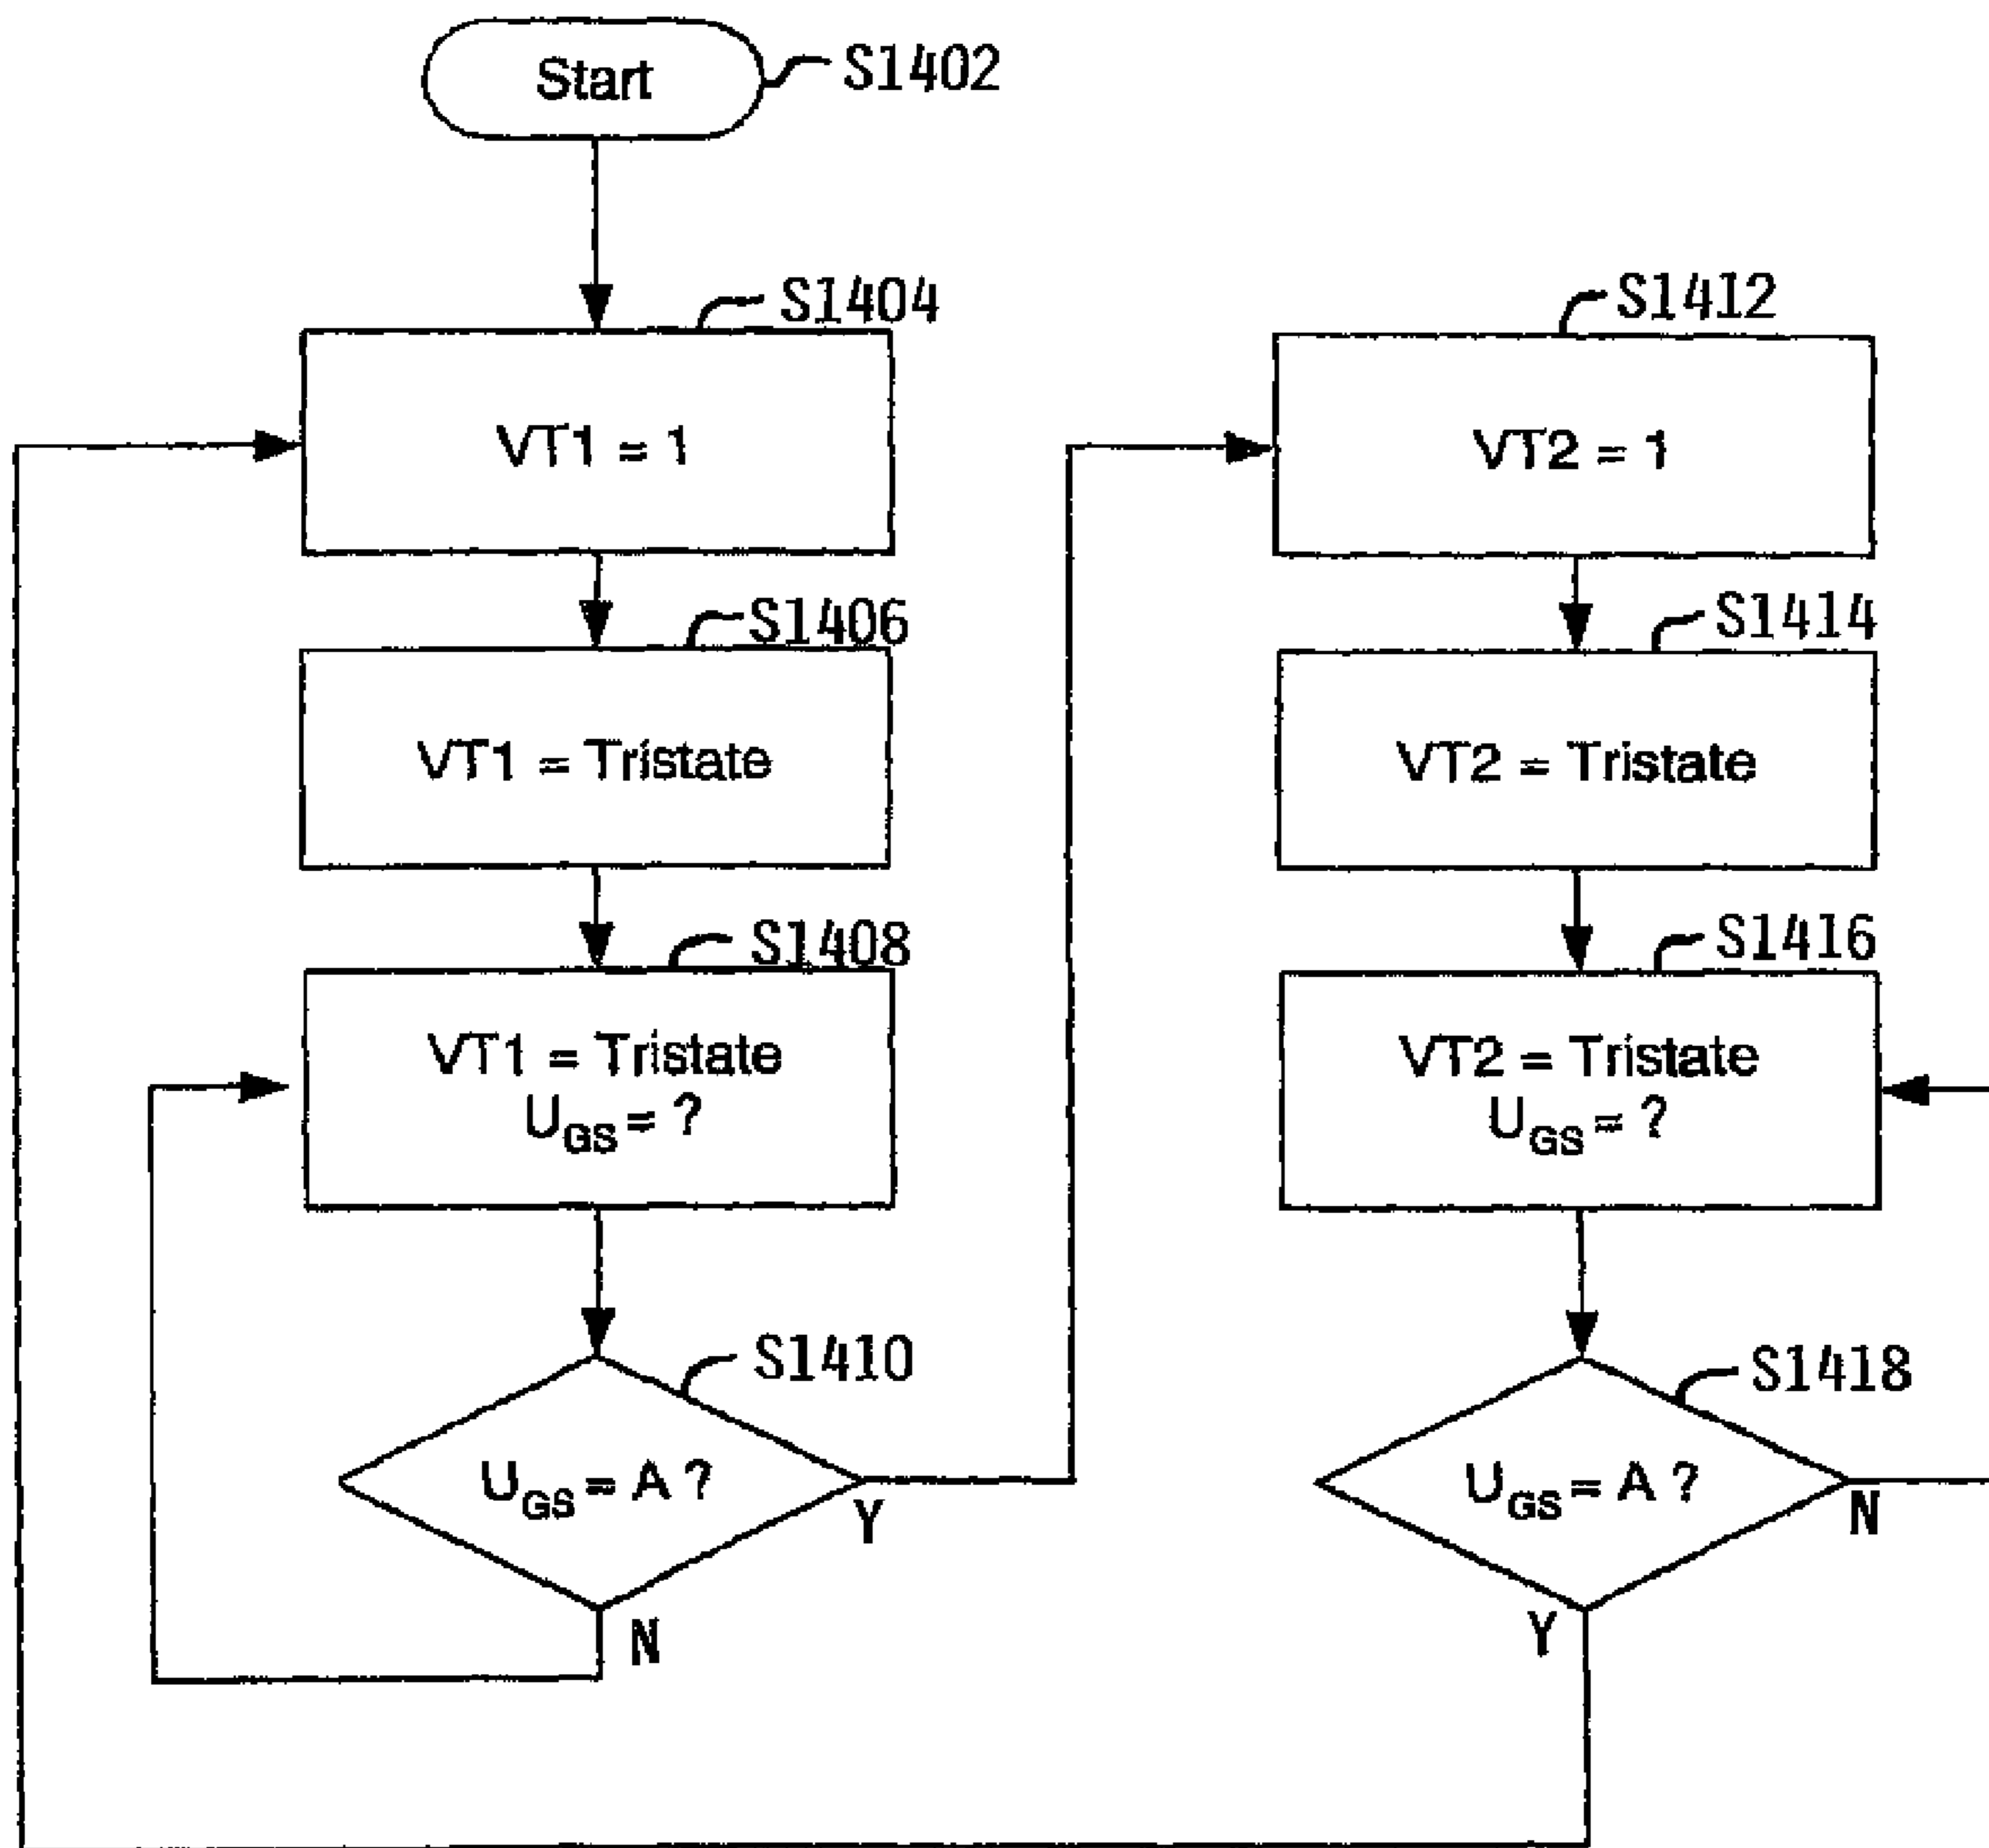 Start
S1402
S1404
VT1 = 1
S1406
VT1 = Tristate
S1408
VT1 = Tristate
U_GS = ?
S1410
U_GS = A ?
Y
N
S1412
VT2 = 1
S1414
VT2 = Tristate
S1416
VT2 = Tristate
U_GS = ?
S1418
U_GS = A ?
N
Y